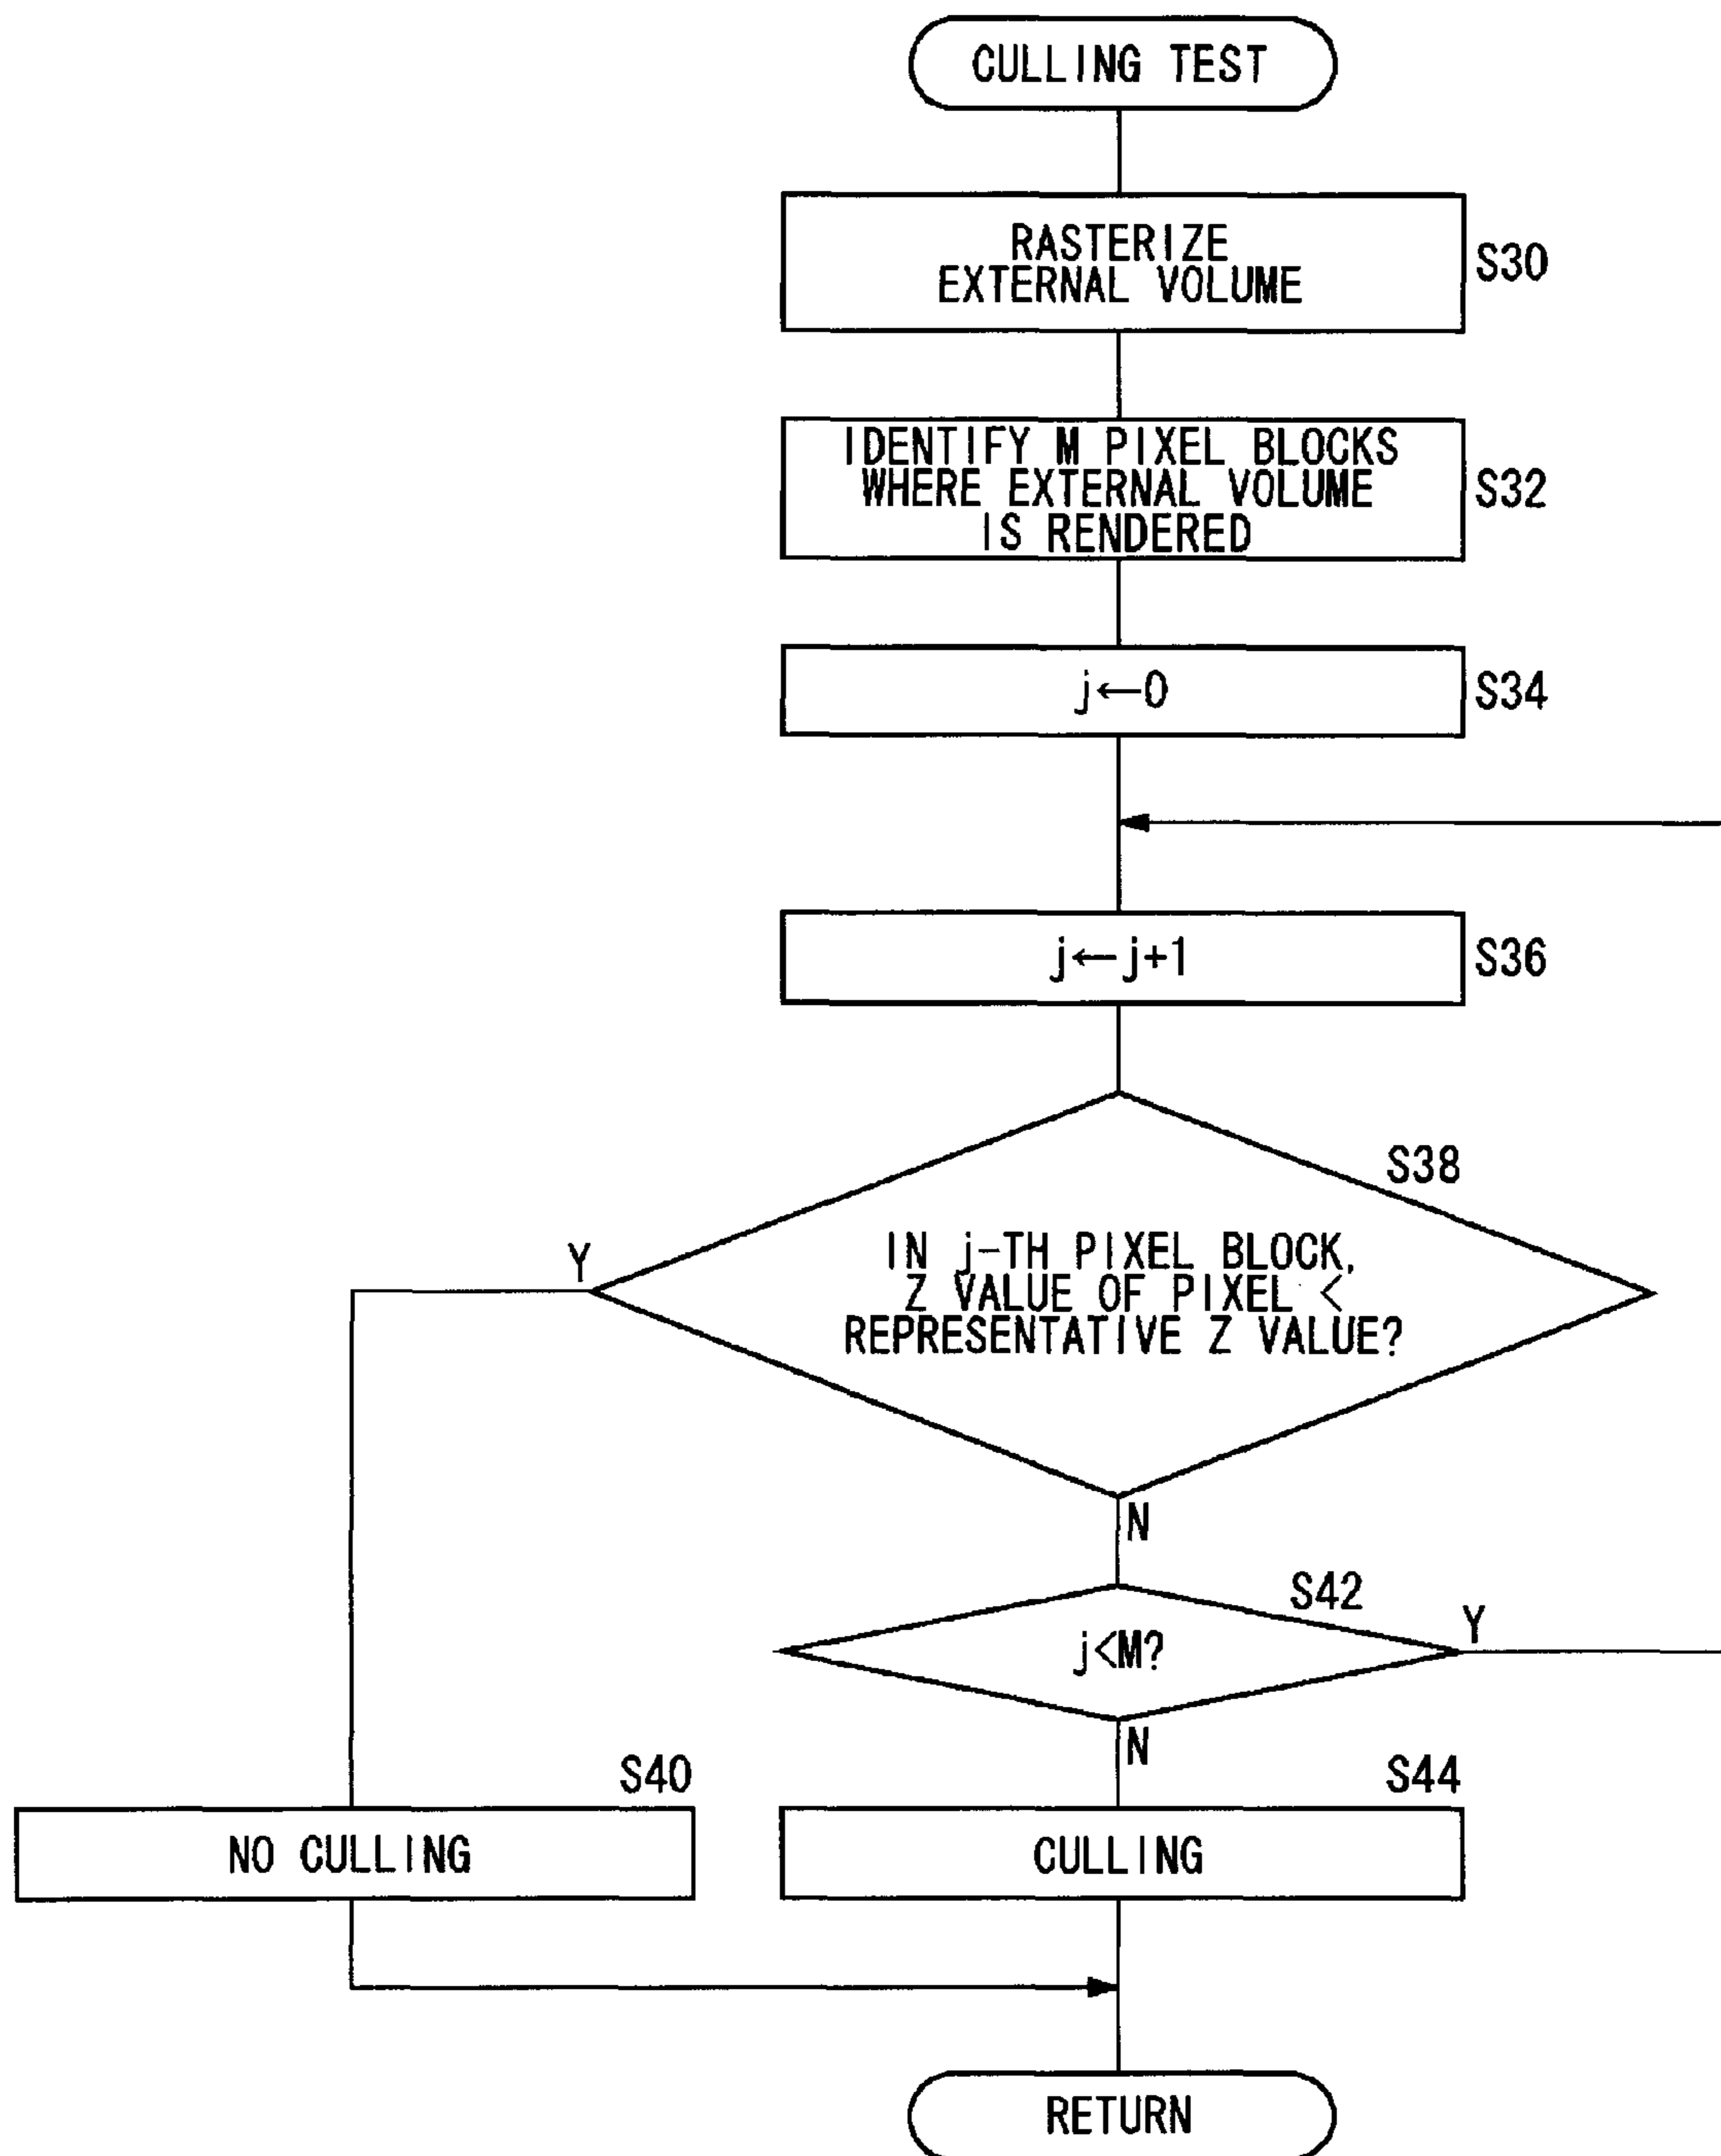 CULLING TEST
RASTERIZE
EXTERNAL VOLUME
S30
IDENTIFY M PIXEL BLOCKS
WHERE EXTERNAL VOLUME
IS RENDERED
S32
j←0
S34
j←j+1
S36
S38
IN j-TH PIXEL BLOCK,
Z VALUE OF PIXEL <
REPRESENTATIVE Z VALUE?
Y
N
S42
j<M?
Y
N
S40
NO CULLING
S44
CULLING
RETURN